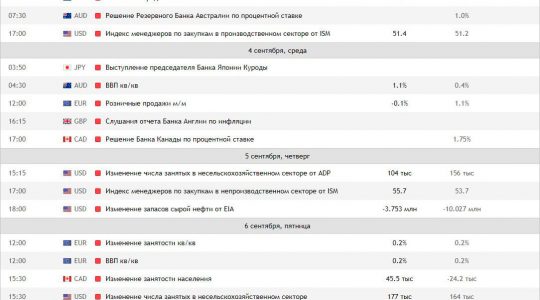 07:30 AUD Решение Резервного Банка Австралии по процентной ставке 1.0%
17:00 USD Индекс менеджеров по закупкам в производственном секторе от ISM 51.4 51.2
4 сентября, среда
03:50 JPY Выступление председателя Банка Японии Куроды
04:30 AUD ВВП кв/кв 1.1% 0.4%
12:00 EUR Розничные продажи м/м -0.1% 1.1%
16:15 GBP Слушания отчета Банка Англии по инфляции
17:00 CAD Решение Банка Канады по процентной ставке 1.75%
5 сентября, четверг
15:15 USD Изменение числа занятых в несельскохозяйственном секторе от ADP 104 тыс 156 тыс
17:00 USD Индекс менеджеров по закупкам в непроизводственном секторе от ISM 55.7 53.7
18:00 USD Изменение запасов сырой нефти от EIA -3.753 млн -10.027 млн
6 сентября, пятница
12:00 EUR Изменение занятости кв/кв 0.2% 0.2%
12:00 EUR ВВП кв/кв 0.2% 0.2%
15:30 CAD Изменение занятости населения 45.5 тыс -24.2 тыс
15:30 USD Изменение числа занятых в несельскохозяйственном секторе 177 тыс 164 тыс